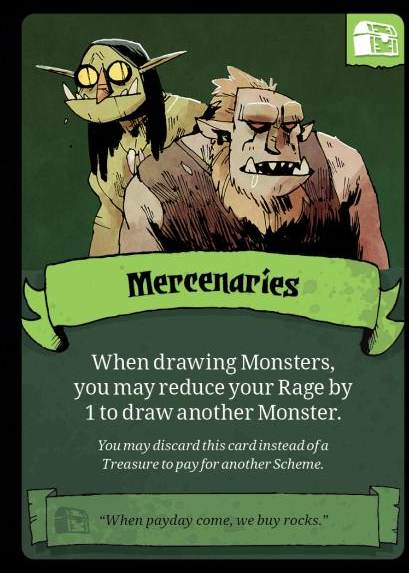 Mercenaries
When drawing Monsters,
you may reduce your Rage by
1 to draw another Monster.
You may discard this card instead of a
Treasure to pay for another Scheme.
“When payday come, we buy rocks.”